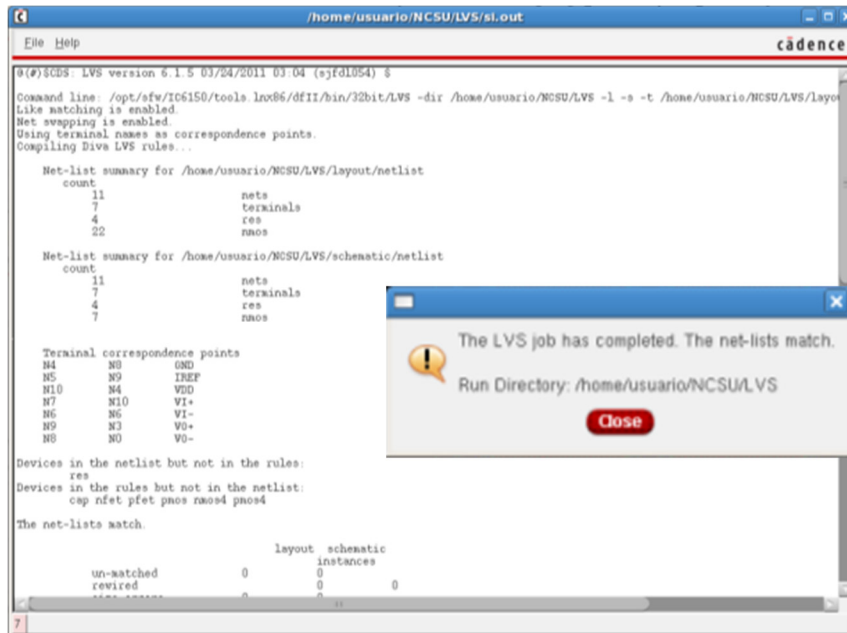 /home/usuario/NCSU/LVS/si.out
File Help
cādence
@(#)$CDS: LVS version 6.1.5 03/24/2011 03:04 (sjfdl054) $
Command line: /opt/sfw/IC6150/tools.lnx86/dfII/bin/32bit/LVS -dir /home/usuario/NCSU/LVS -l -s -t /home/usuario/NCSU/LVS/layou
Like matching is enabled.
Net swapping is enabled.
Using terminal names as correspondence points.
Compiling Diva LVS rules...
Net-list summary for /home/usuario/NCSU/LVS/layout/netlist
count
11 nets
7 terminals
4 res
22 nmos
Net-list summary for /home/usuario/NCSU/LVS/schematic/netlist
count
11 nets
7 terminals
4 res
7 nmos
The LVS job has completed. The net-lists match.
Run Directory: /home/usuario/NCSU/LVS
Close
Terminal correspondence points
N4 N8 GND
N5 N9 IREF
N10 N4 VDD
N7 N10 VI+
N6 N6 VI-
N9 N3 VO+
N8 N0 VO-
Devices in the netlist but not in the rules:
res
Devices in the rules but not in the netlist:
cap nfet pfet pmos nmos4 pmos4
The net-lists match.
layout schematic
instances
un-matched 0 0
rewired 0 0
7